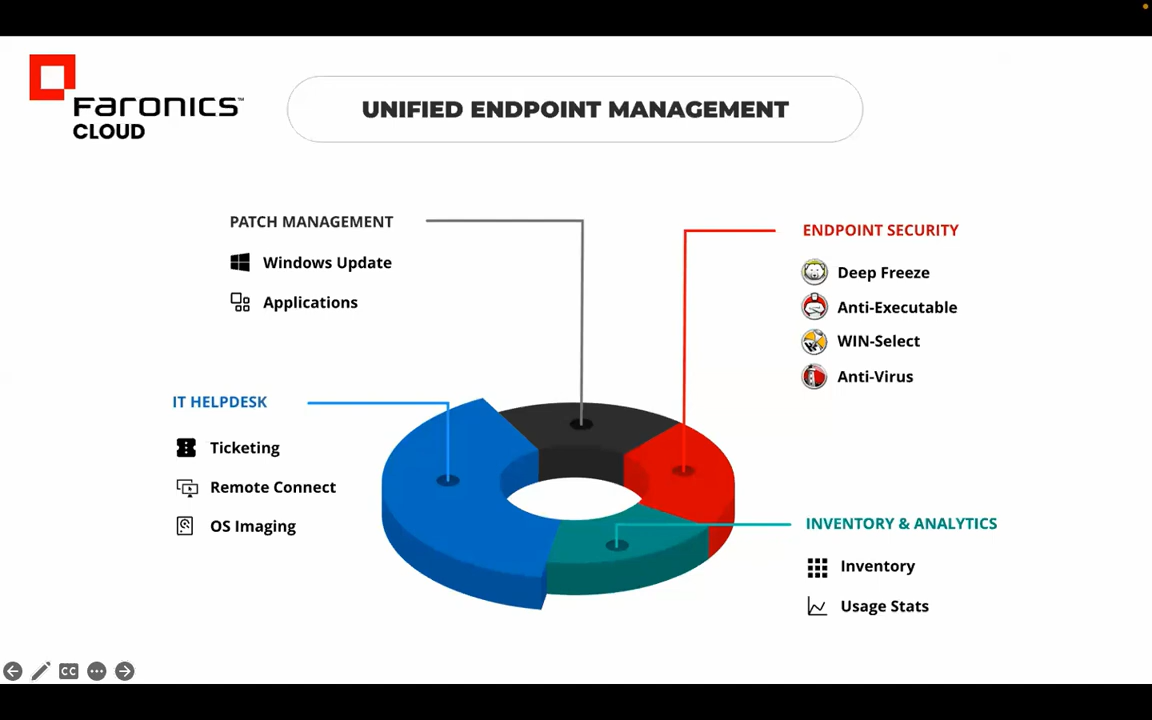 FARONICS™
CLOUD
UNIFIED ENDPOINT MANAGEMENT
PATCH MANAGEMENT
Windows Update
Applications
ENDPOINT SECURITY
Deep Freeze
Anti-Executable
WIN-Select
Anti-Virus
IT HELPDESK
Ticketing
Remote Connect
OS Imaging
INVENTORY & ANALYTICS
Inventory
Usage Stats
CC